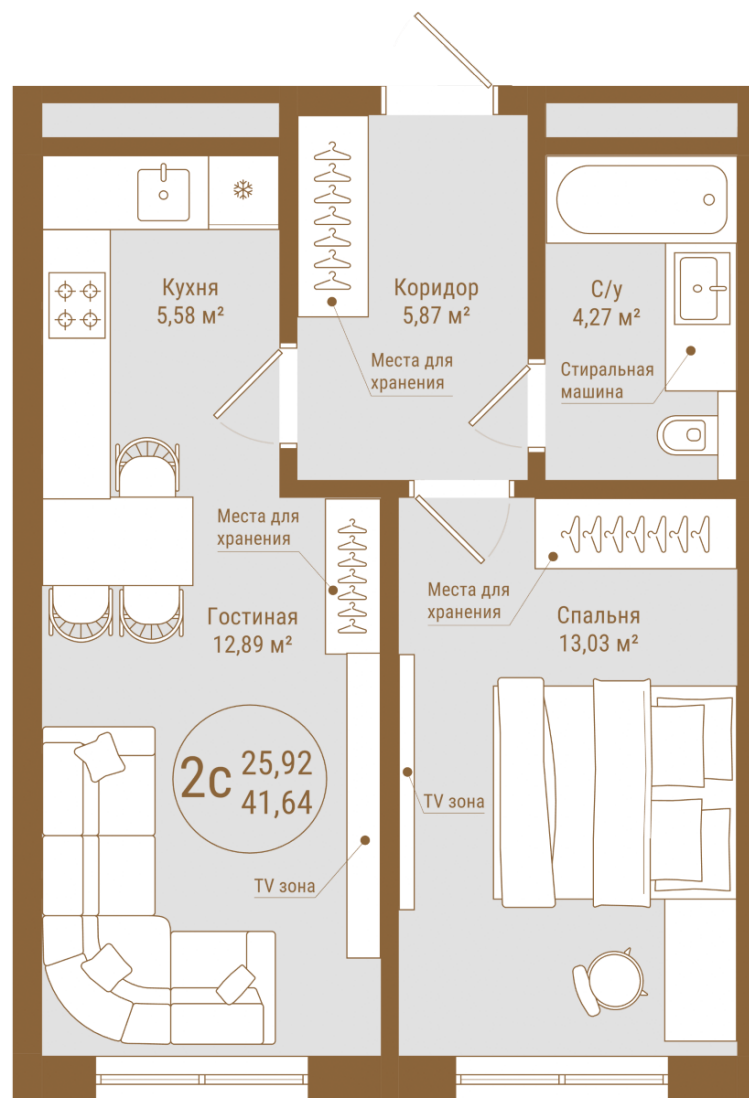 Кухня
5,58 м²
Коридор
5,87 м²
С/у
4,27 м²
Места для
хранения
Стиральная
машина
Места для
хранения
Гостиная
12,89 м²
Места для
хранения
Спальня
13,03 м²
2с
25,92
41,64
TV зона
TV зона